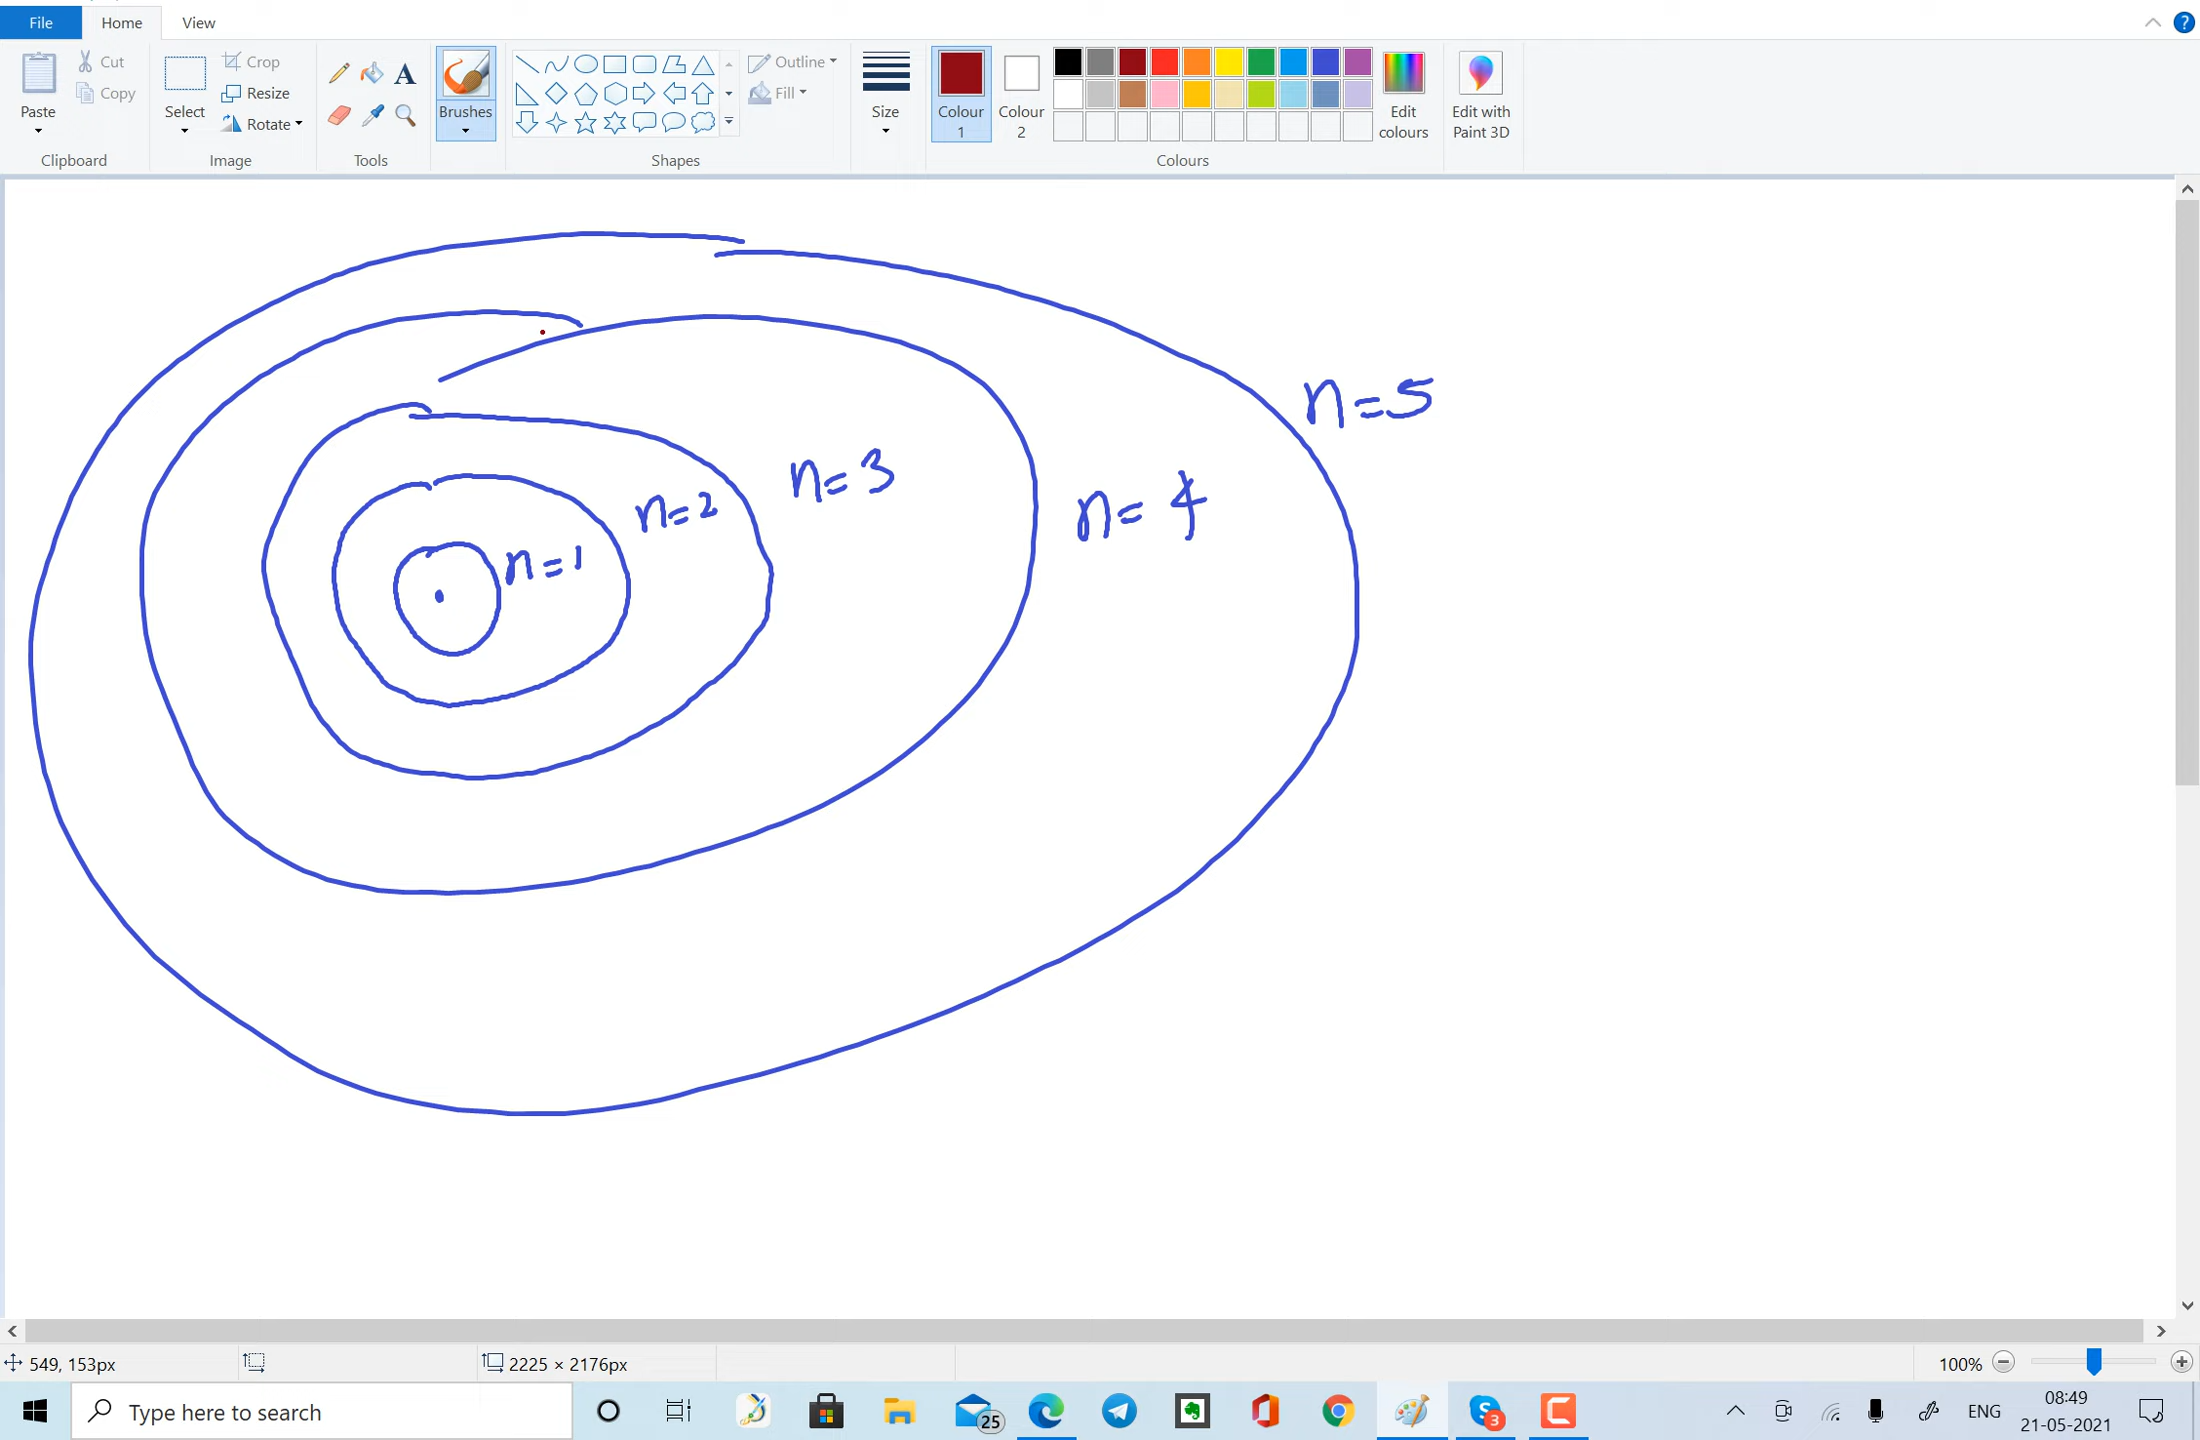 File Home View
Paste Cut Copy
Clipboard
Select Crop Resize Rotate
Image
A
Tools
Brushes
Shapes
Outline Fill
Size
Colour 1
Colour 2
Edit colours
Edit with Paint 3D
Colours
n=5
n=3
n=4
n=2
n=1
549, 153px
2225 × 2176px
100%
Type here to search
25
3
ENG
08:49
21-05-2021